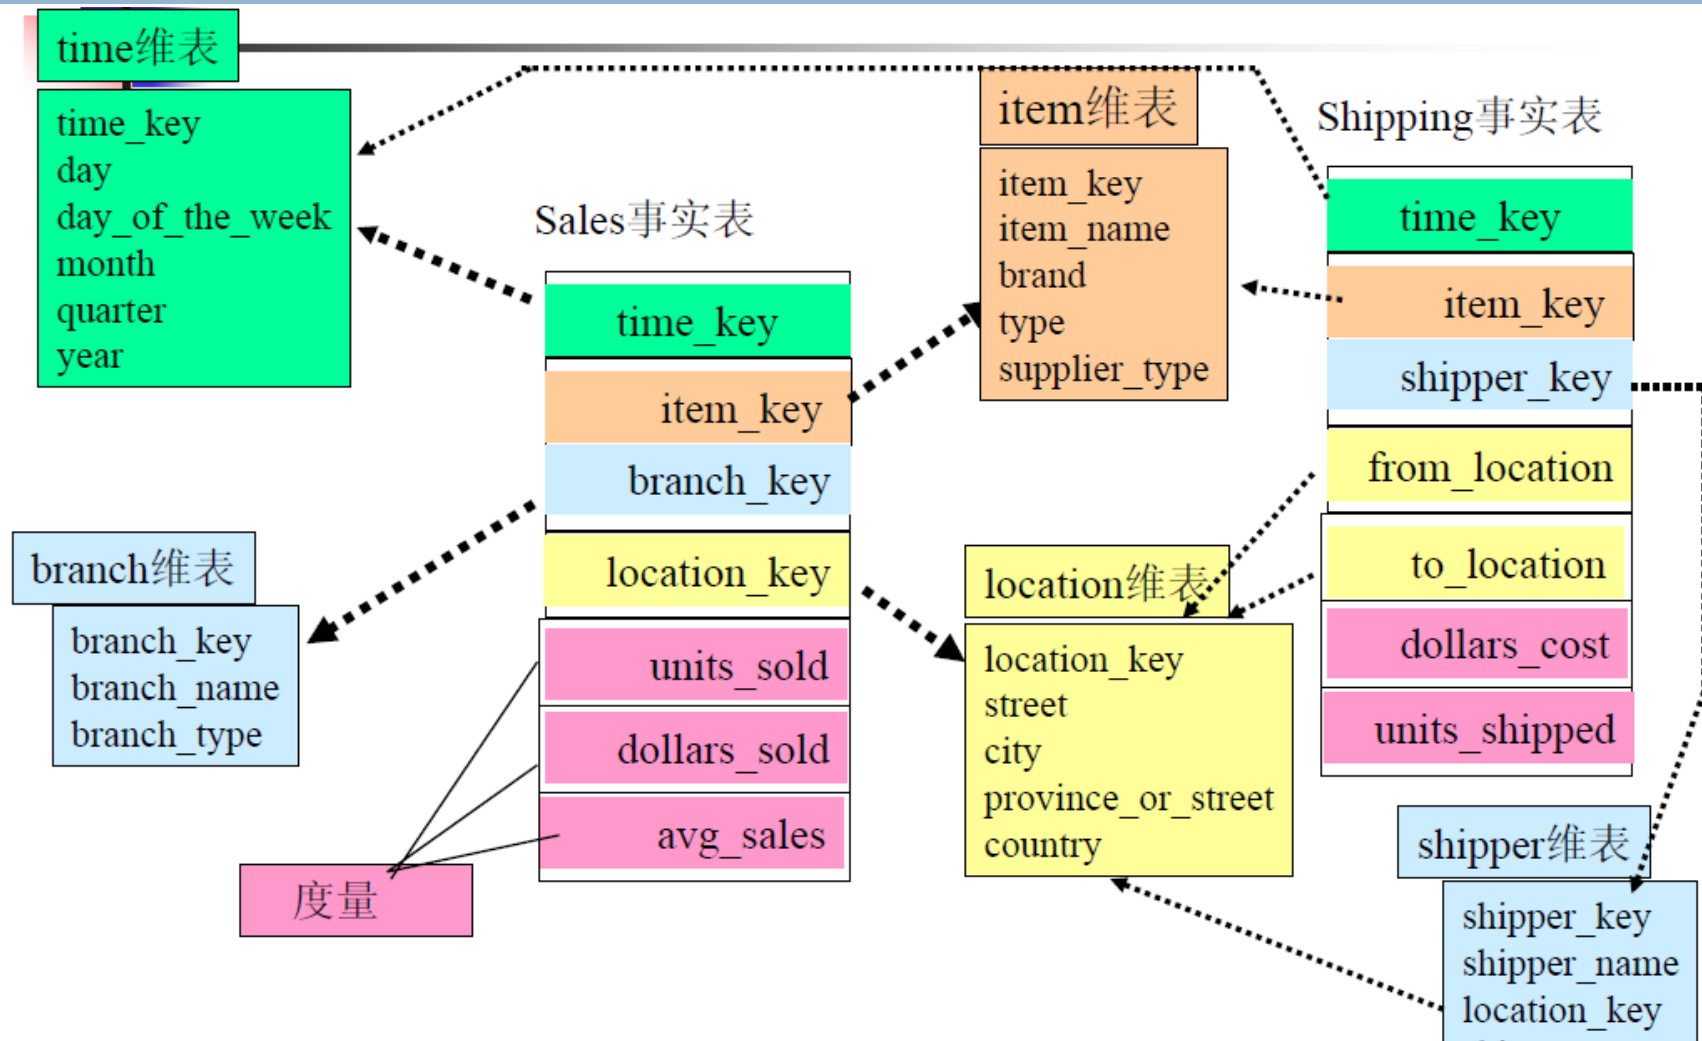 time维表
time_key
day
day_of_the_week
month
quarter
year
Sales事实表
time_key
item_key
branch_key
location_key
units_sold
dollars_sold
avg_sales
度量
branch维表
branch_key
branch_name
branch_type
item维表
item_key
item_name
brand
type
supplier_type
location维表
location_key
street
city
province_or_street
country
Shipping事实表
time_key
item_key
shipper_key
from_location
to_location
dollars_cost
units_shipped
shipper维表
shipper_key
shipper_name
location_key